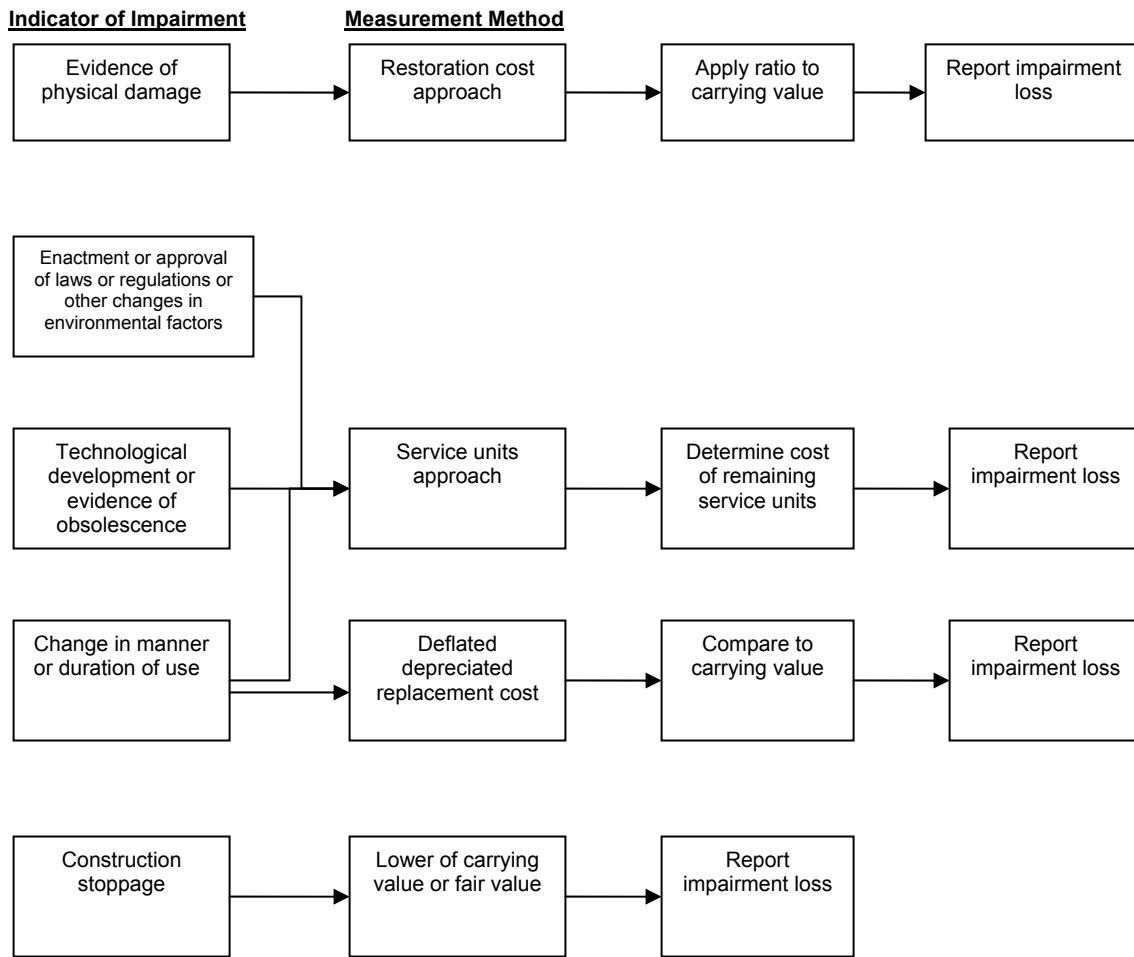 Indicator of Impairment
Measurement Method
Evidence of
physical damage
Restoration cost
approach
Apply ratio to
carrying value
Report impairment
loss
Enactment or approval
of laws or regulations or
other changes in
environmental factors
Technological
development or
evidence of
obsolescence
Service units
approach
Determine cost
of remaining
service units
Report
impairment loss
Change in manner
or duration of use
Deflated
depreciated
replacement cost
Compare to
carrying value
Report
impairment loss
Construction
stoppage
Lower of carrying
value or fair value
Report
impairment loss